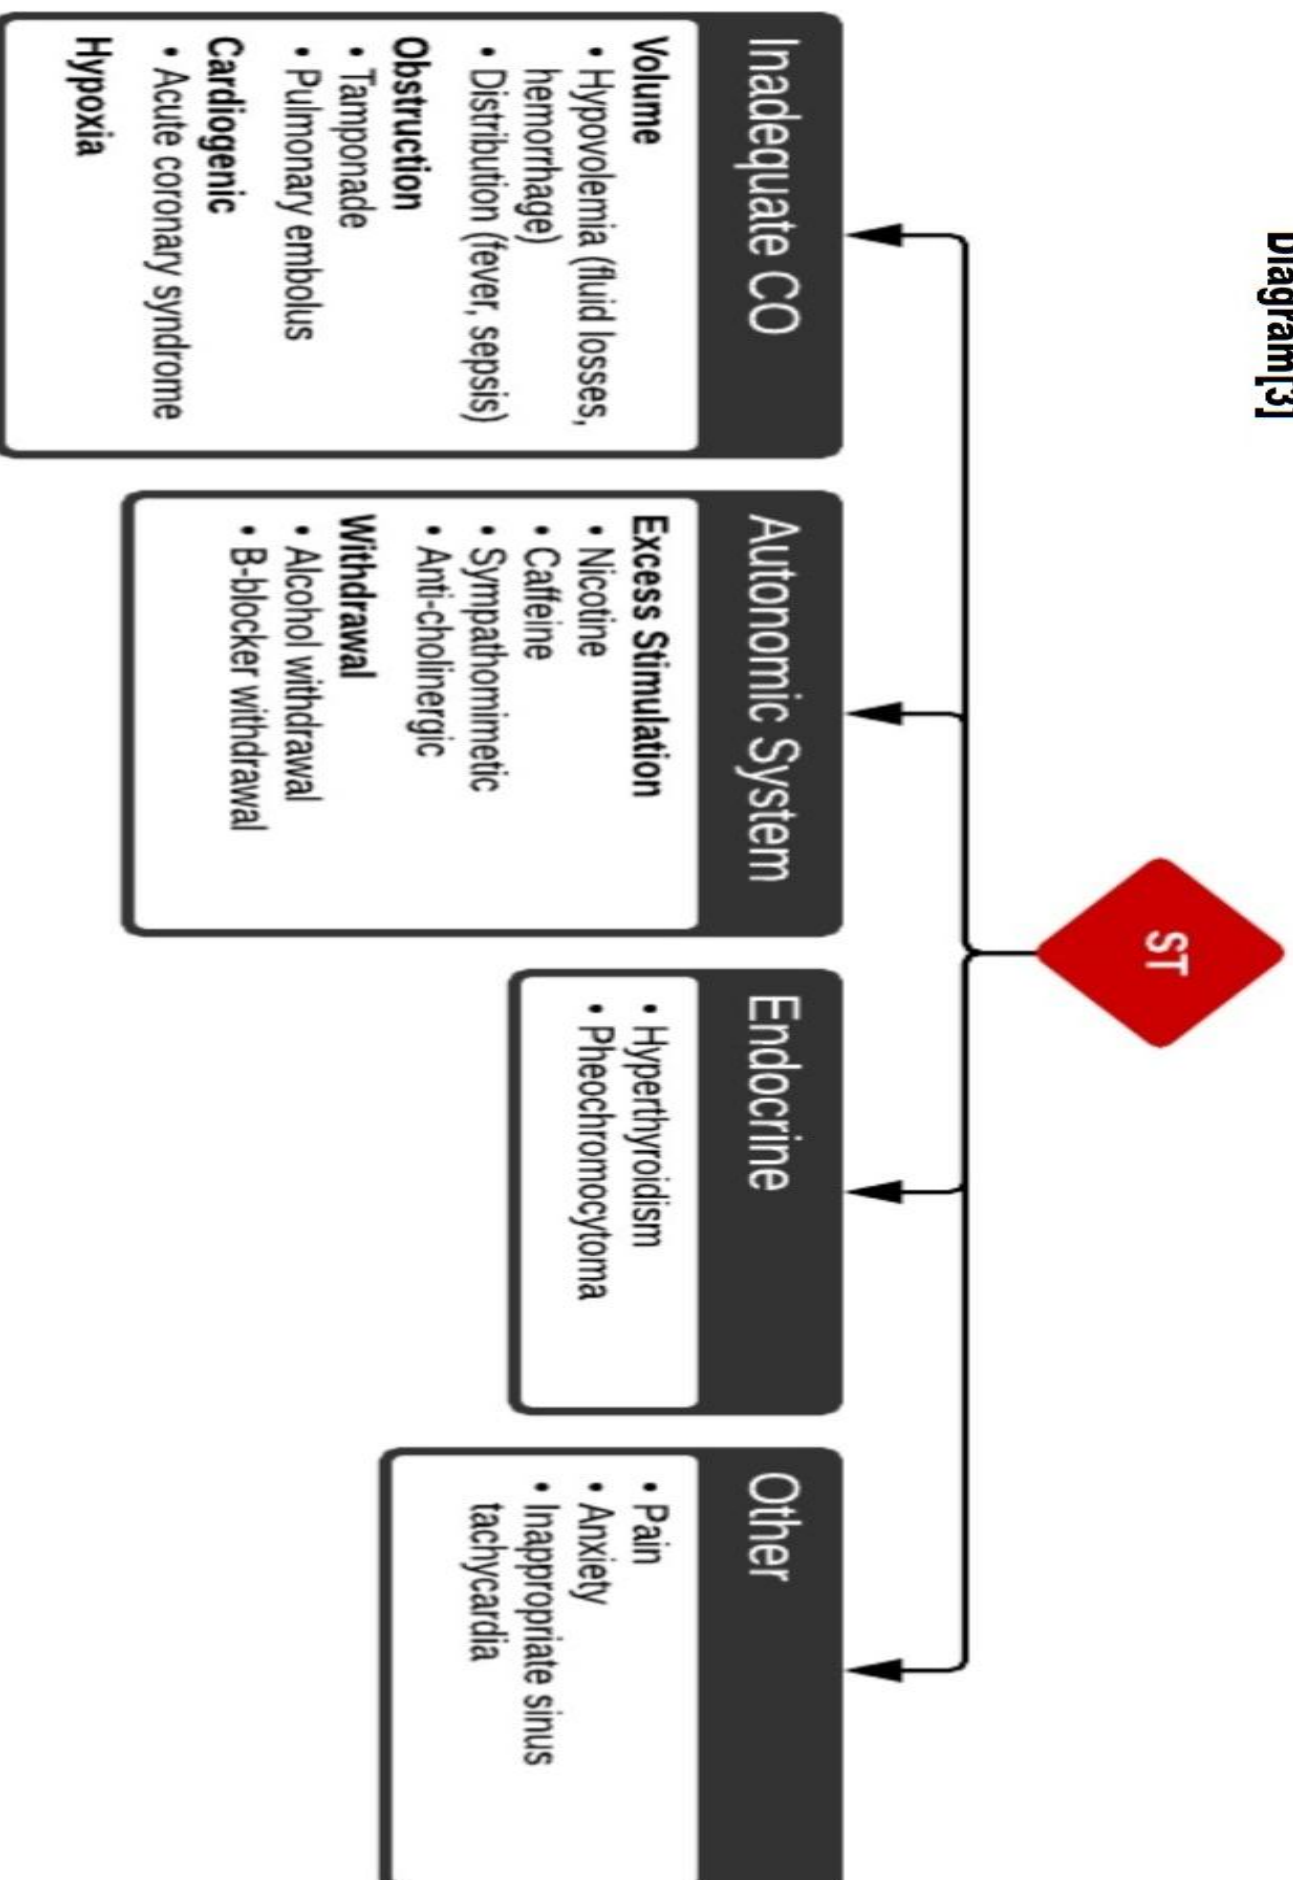 Diagram[3]
ST
Inadequate CO
Volume
• Hypovolemia (fluid losses,
hemorrhage)
• Distribution (fever, sepsis)
Obstruction
• Tamponade
• Pulmonary embolus
Cardiogenic
• Acute coronary syndrome
Hypoxia
Autonomic System
Excess Stimulation
• Nicotine
• Caffeine
• Sympathomimetic
• Anti-cholinergic
Withdrawal
• Alcohol withdrawal
• B-blocker withdrawal
Endocrine
• Hyperthyroidism
• Pheochromocytoma
Other
• Pain
• Anxiety
• Inappropriate sinus
tachycardia